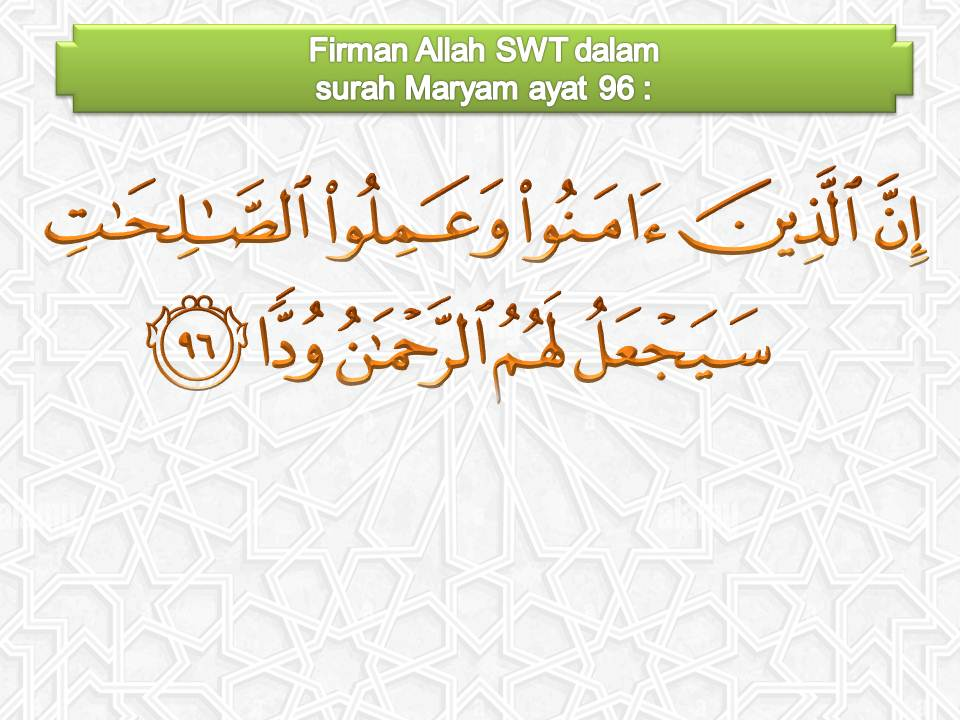 Firman Allah SWT dalam
surah Maryam ayat 96 :
إِنَّ ٱلَّذِينَ ءَامَنُوا۟ وَعَمِلُوا۟ ٱلصَّـٰلِحَـٰتِ
سَيَجْعَلُ لَهُمُ ٱلرَّحْمَـٰنُ وُدًّا ٩٦